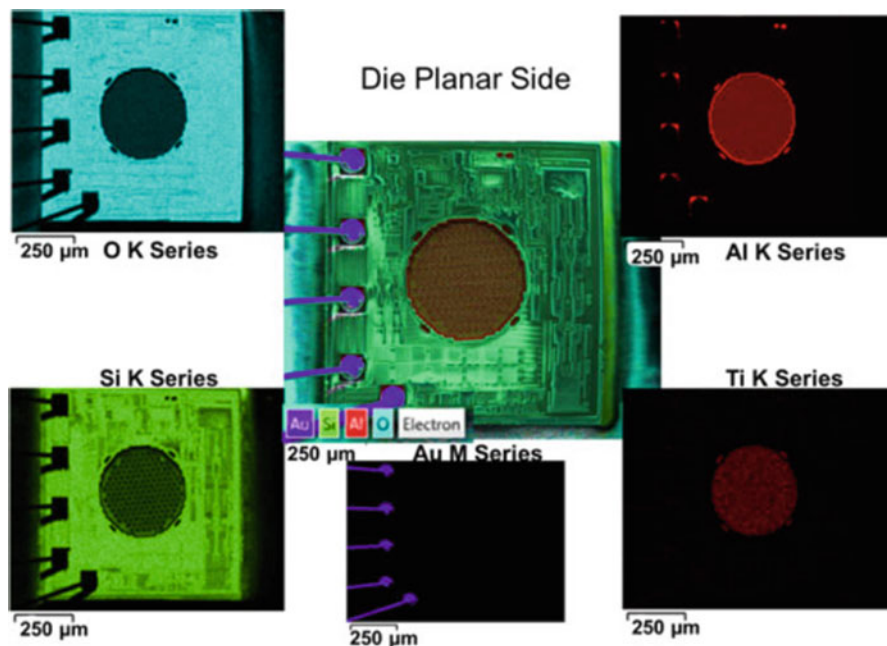 Die Planar Side
250 µm
O K Series
250 µm
Al K Series
Si K Series
Ti K Series
Au Si Al O Electron
250 µm
Au M Series
250 µm
250 µm
250 µm